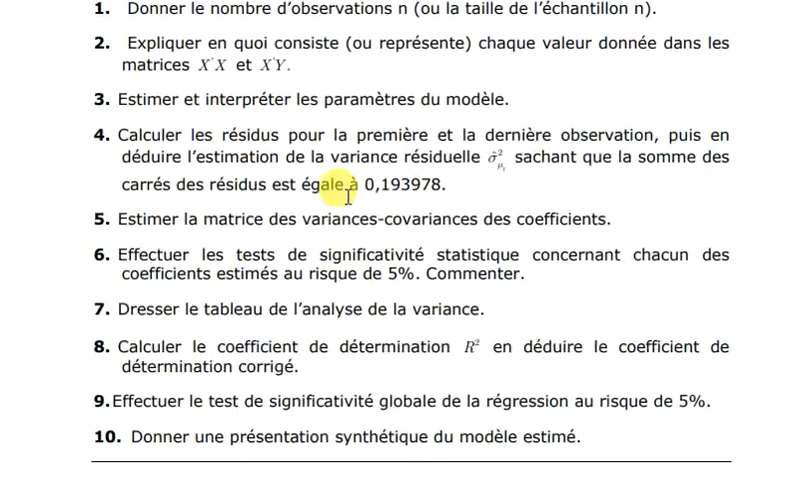 1. Donner le nombre d'observations n (ou la taille de l'échantillon n).
2. Expliquer en quoi consiste (ou représente) chaque valeur donnée dans les
matrices X'X et X'Y.
3. Estimer et interpréter les paramètres du modèle.
4. Calculer les résidus pour la première et la dernière observation, puis en
déduire l'estimation de la variance résiduelle σ̂²μᵢ sachant que la somme des
carrés des résidus est égale à 0,193978.
5. Estimer la matrice des variances-covariances des coefficients.
6. Effectuer les tests de significativité statistique concernant chacun des
coefficients estimés au risque de 5%. Commenter.
7. Dresser le tableau de l'analyse de la variance.
8. Calculer le coefficient de détermination R² en déduire le coefficient de
détermination corrigé.
9.Effectuer le test de significativité globale de la régression au risque de 5%.
10. Donner une présentation synthétique du modèle estimé.